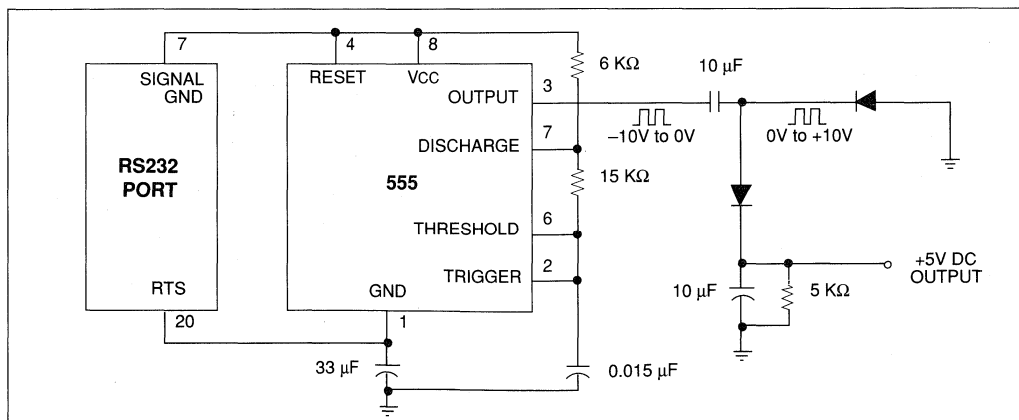 7
SIGNAL
GND
RS232
PORT
RTS
20
4
RESET
8
VCC
OUTPUT
3
DISCHARGE
7
555
THRESHOLD
6
TRIGGER
2
GND
1
33 µF
6 KΩ
15 KΩ
0.015 µF
10 µF
–10V to 0V
0V to +10V
+5V DC
OUTPUT
10 µF
5 KΩ